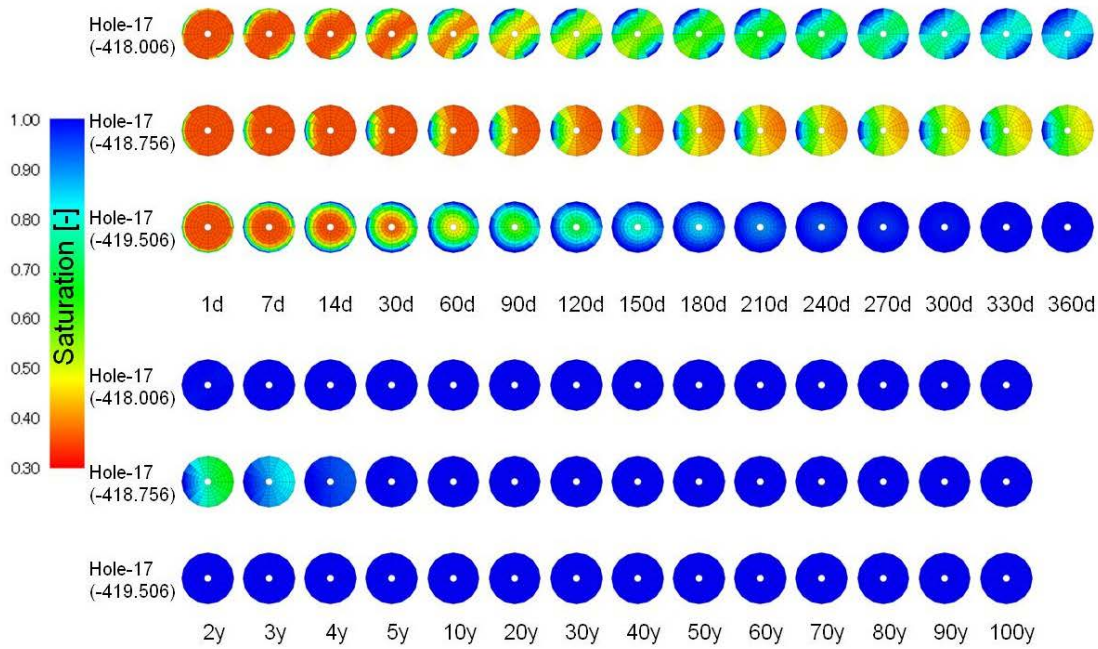 Hole-17
(-418.006)
1.00
0.90
0.80
0.70
0.60
0.50
0.40
0.30
Saturation [-]
Hole-17
(-418.756)
Hole-17
(-419.506)
1d 7d 14d 30d 60d 90d 120d 150d 180d 210d 240d 270d 300d 330d 360d
Hole-17
(-418.006)
Hole-17
(-418.756)
Hole-17
(-419.506)
2y 3y 4y 5y 10y 20y 30y 40y 50y 60y 70y 80y 90y 100y